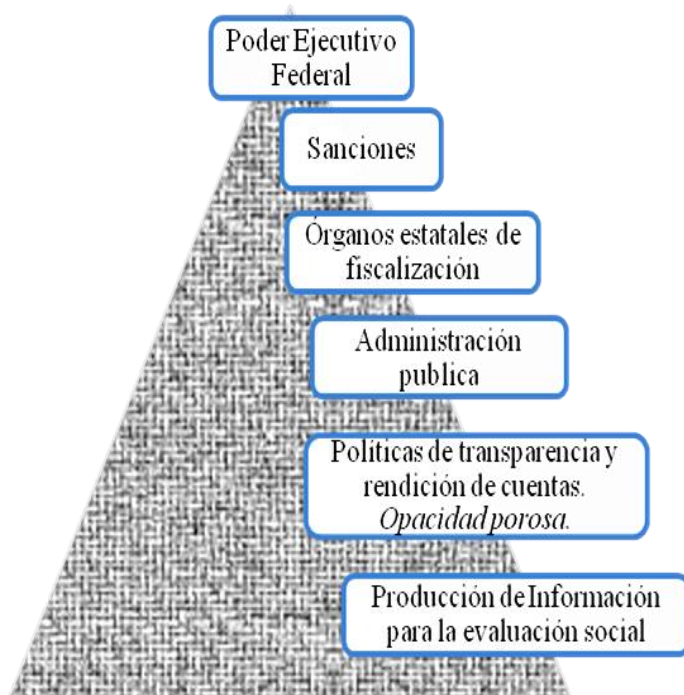 Poder Ejecutivo
Federal
Sanciones
Órganos estatales de
fiscalización
Administración
publica
Políticas de transparencia y
rendición de cuentas.
Opacidad porosa.
Producción de Información
para la evaluación social